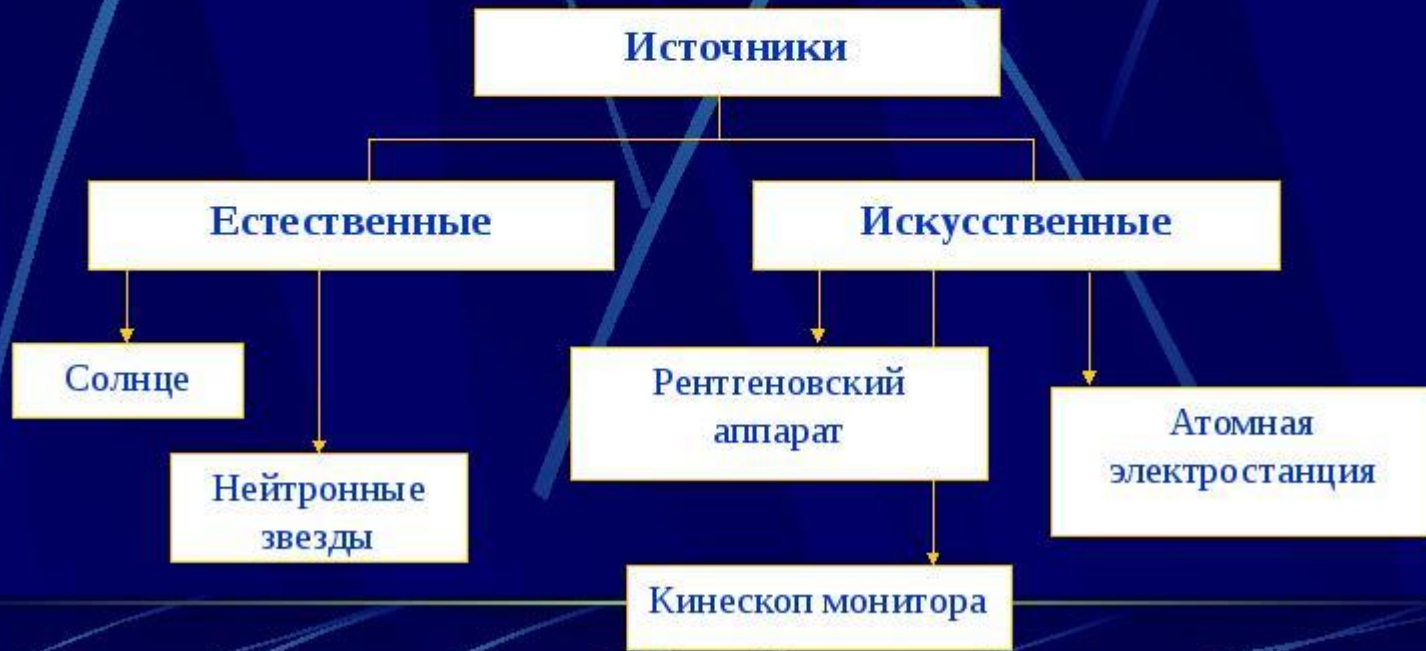 Источники
Естественные
Искусственные
Солнце
Нейтронные
звезды
Рентгеновский
аппарат
Атомная
электростанция
Кинескоп монитора